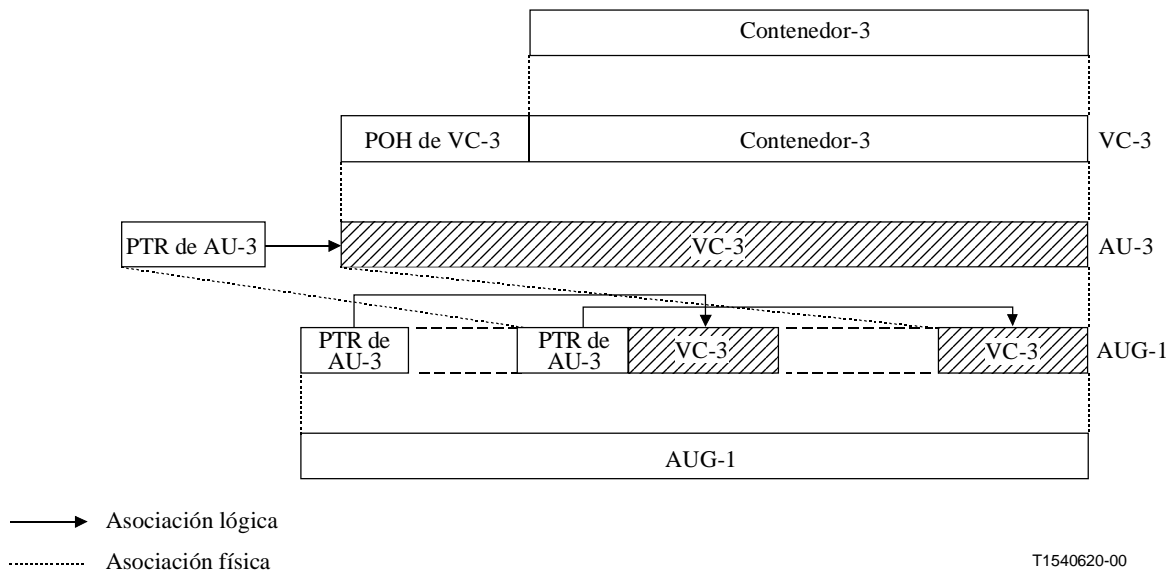 Contenedor-3
POH de VC-3
Contenedor-3
VC-3
PTR de AU-3
VC-3
AU-3
PTR de
AU-3
PTR de
AU-3
VC-3
VC-3
AUG-1
AUG-1
Asociación lógica
Asociación física
T1540620-00